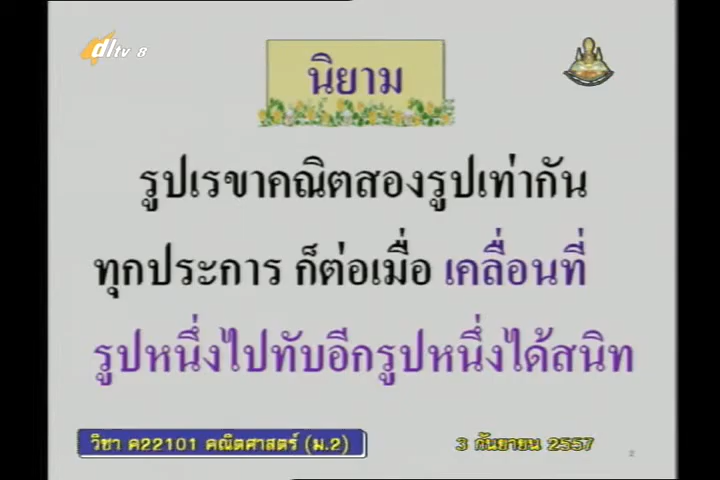 dltv 8
นิยาม
รูปเรขาคณิตสองรูปเท่ากัน
ทุกประการ ก็ต่อเมื่อ เคลื่อนที่
รูปหนึ่งไปทับอีกรูปหนึ่งได้สนิท
วิชา ค22101 คณิตศาสตร์ (ม.2)
3 กันยายน 2557
2